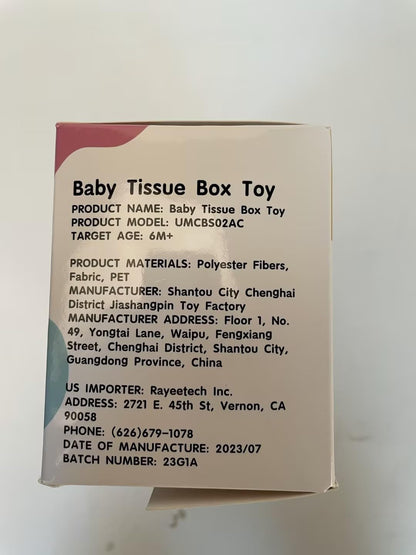 Baby Tissue Box Toy
PRODUCT NAME: Baby Tissue Box Toy
PRODUCT MODEL: UMCBS02AC
TARGET AGE: 6M+
PRODUCT MATERIALS: Polyester Fibers,
Fabric, PET
MANUFACTURER: Shantou City Chenghai
District Jiashangpin Toy Factory
MANUFACTURER ADDRESS: Floor 1, No.
49, Yongtai Lane, Waipu, Fengxiang
Street, Chenghai District, Shantou City,
Guangdong Province, China
US IMPORTER: Rayeetech Inc.
ADDRESS: 2721 E. 45th St, Vernon, CA
90058
PHONE: (626)679-1078
DATE OF MANUFACTURE: 2023/07
BATCH NUMBER: 23G1A